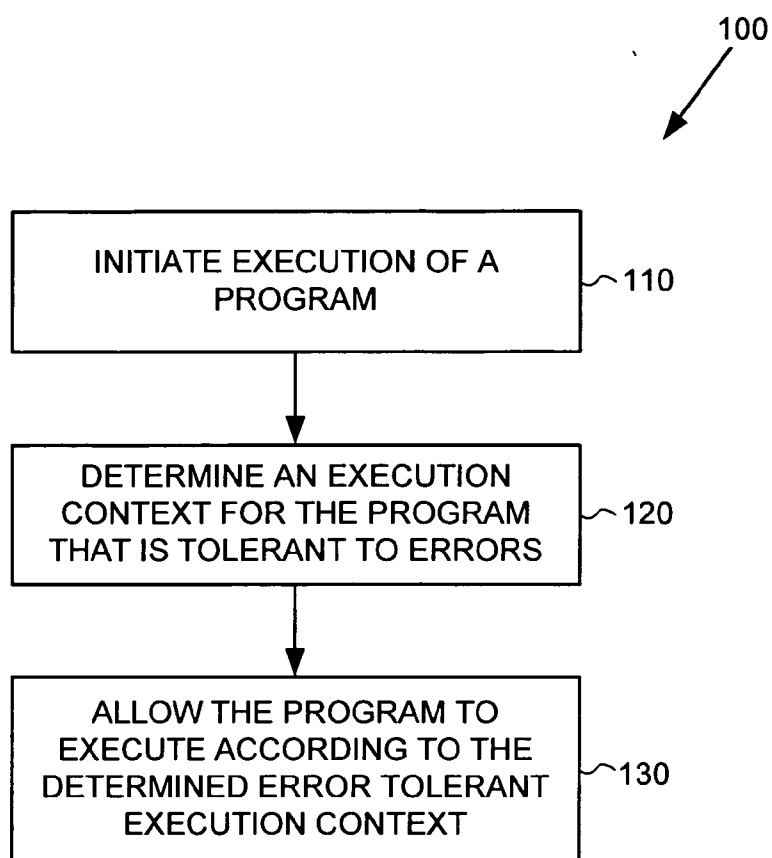 100
INITIATE EXECUTION OF A
PROGRAM
110
DETERMINE AN EXECUTION
CONTEXT FOR THE PROGRAM
THAT IS TOLERANT TO ERRORS
120
ALLOW THE PROGRAM TO
EXECUTE ACCORDING TO THE
DETERMINED ERROR TOLERANT
EXECUTION CONTEXT
130